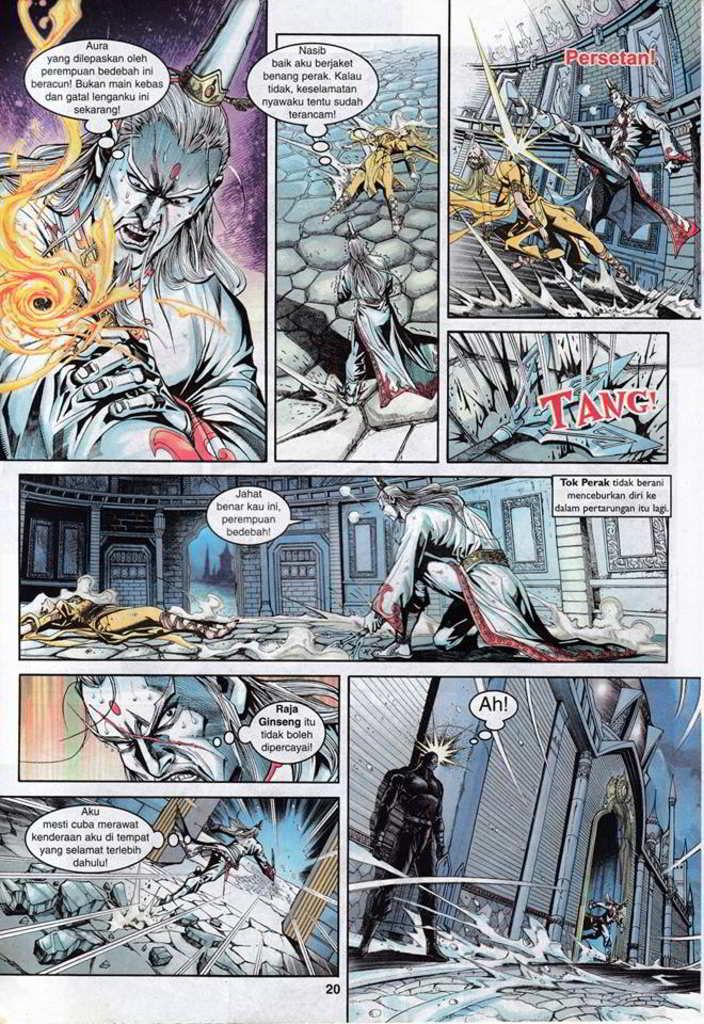 Aura
yang dilepaskan oleh
perempuan bedebah ini
beracun! Bukan main kebas
dan gatal lenganku ini
sekarang!
Nasib
baik aku berjaket
benang perak. Kalau
tidak, keselamatan
nyawaku tentu sudah
terancam!
Persetan!
TANG!
Jahat
benar kau ini,
perempuan
bedebah!
Tok Perak tidak berani
menceburkan diri ke
dalam pertarungan itu lagi.
Raja
Ginseng itu
tidak boleh
dipercayai!
Ah!
Aku
mesti cuba merawat
kenderaan aku di tempat
yang selamat terlebih
dahulu!
20